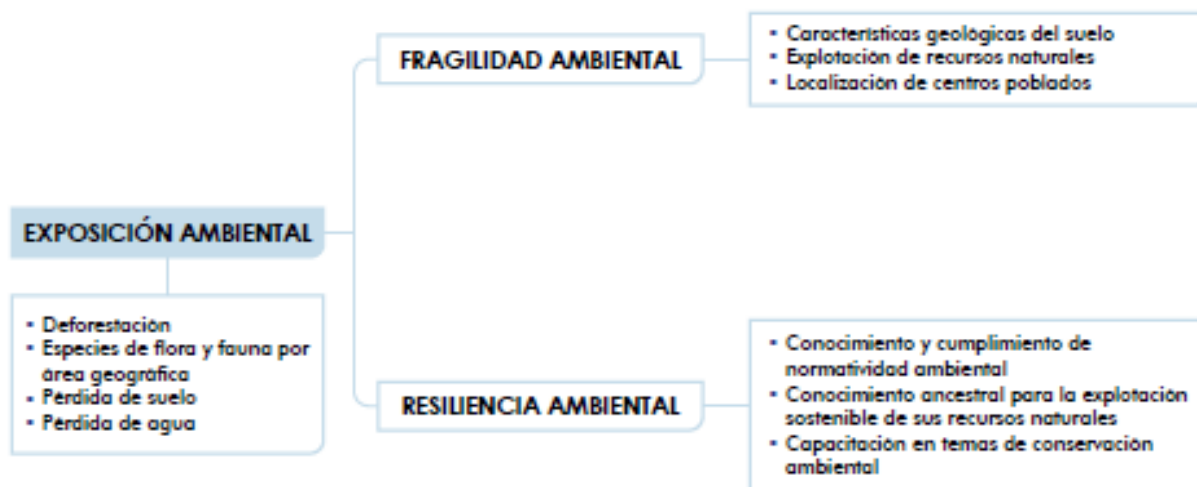 FRAGILIDAD AMBIENTAL
▪ Características geológicas del suelo
▪ Explotación de recursos naturales
▪ Localización de centros poblados
EXPOSICIÓN AMBIENTAL
▪ Deforestación
▪ Especies de flora y fauna por
área geográfica
▪ Pérdida de suelo
▪ Pérdida de agua
RESILIENCIA AMBIENTAL
▪ Conocimiento y cumplimiento de
normatividad ambiental
▪ Conocimiento ancestral para la explotación
sostenible de sus recursos naturales
▪ Capacitación en temas de conservación
ambiental